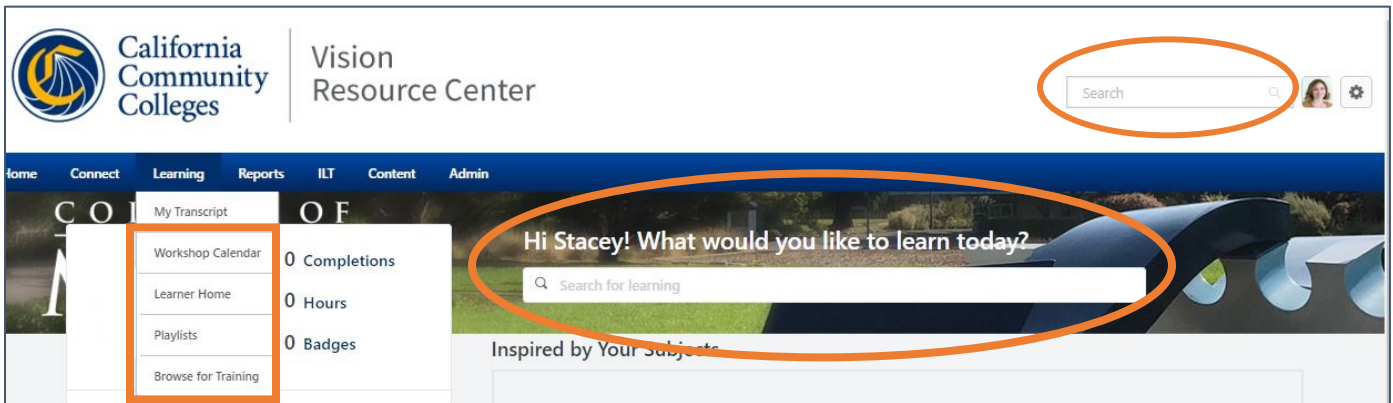 California
Community
Colleges
Vision
Resource Center
Search
Home Connect Learning Reports ILT Content Admin
My Transcript
Workshop Calendar
Learner Home
Playlists
Browse for Training
OF
0 Completions
0 Hours
0 Badges
Hi Stacey! What would you like to learn today?
Search for learning
Inspired by Your Subjects